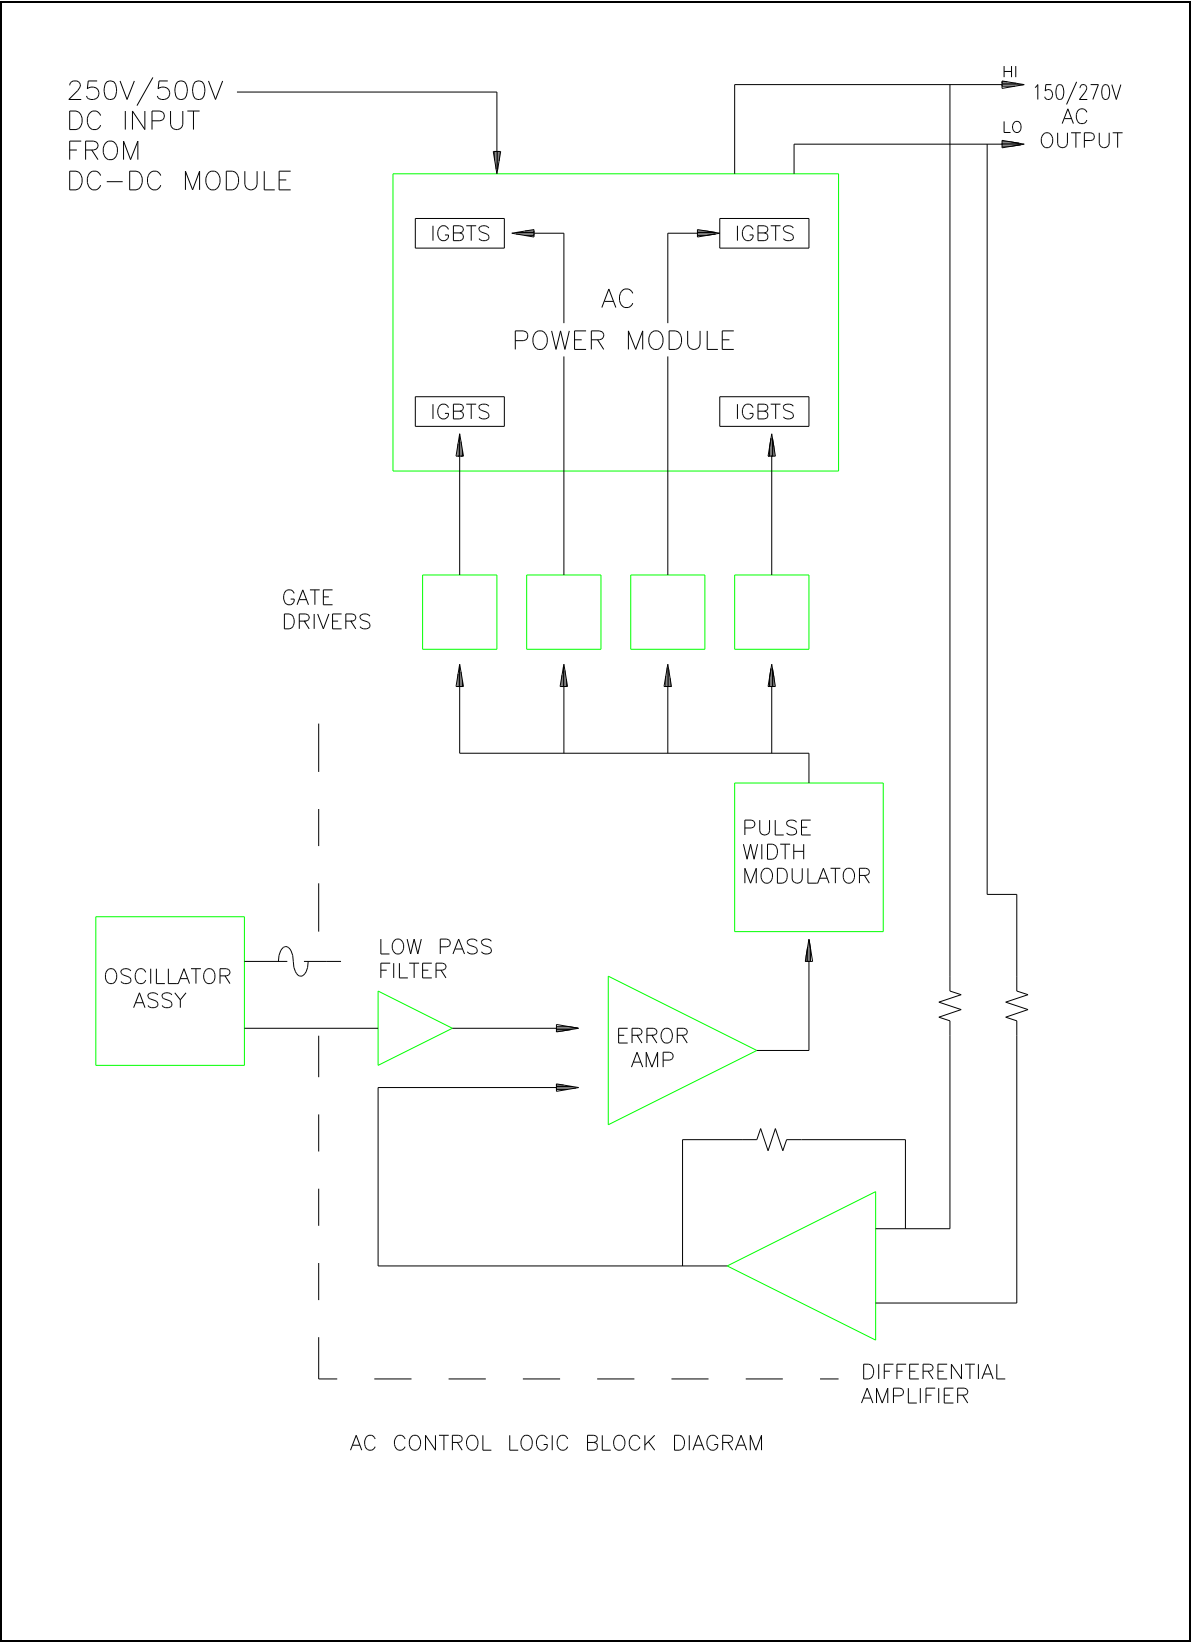 250V/500V
DC INPUT
FROM
DC-DC MODULE
HI
150/270V
AC
LO
OUTPUT
IGBTS
IGBTS
AC
POWER MODULE
IGBTS
IGBTS
GATE
DRIVERS
PULSE
WIDTH
MODULATOR
OSCILLATOR
ASSY
LOW PASS
FILTER
ERROR
AMP
DIFFERENTIAL
AMPLIFIER
AC CONTROL LOGIC BLOCK DIAGRAM